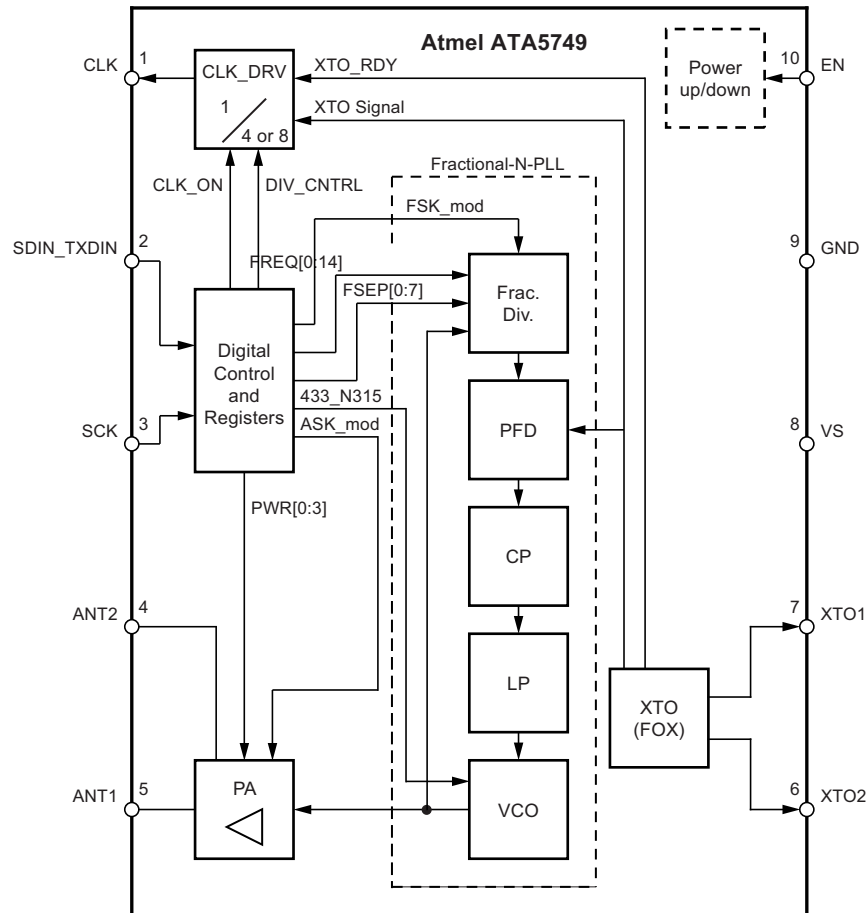 Atmel ATA5749
CLK
1
CLK_DRV
1
4 or 8
XTO_RDY
XTO Signal
Power
up/down
10
EN
CLK_ON
DIV_CNTRL
Fractional-N-PLL
FSK_mod
SDIN_TXDIN
2
FREQ[0:14]
FSEP[0:7]
Frac.
Div.
9
GND
Digital
Control
and
Registers
433_N315
ASK_mod
SCK
3
PFD
8
VS
PWR[0:3]
CP
ANT2
4
LP
7
XTO1
XTO
(FOX)
ANT1
5
PA
VCO
6
XTO2